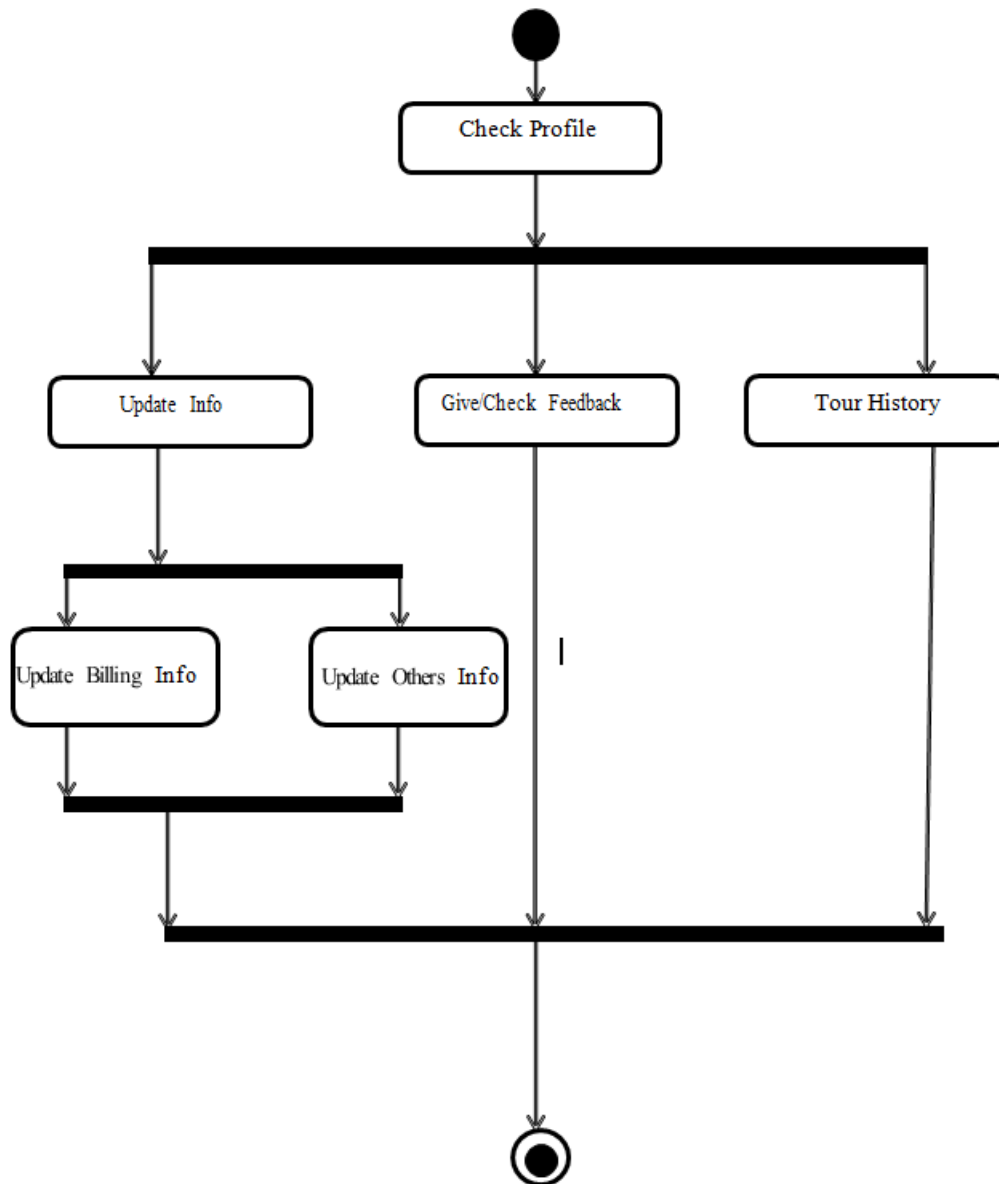 Check Profile
Update Info
Give/Check Feedback
Tour History
Update Billing Info
Update Others Info